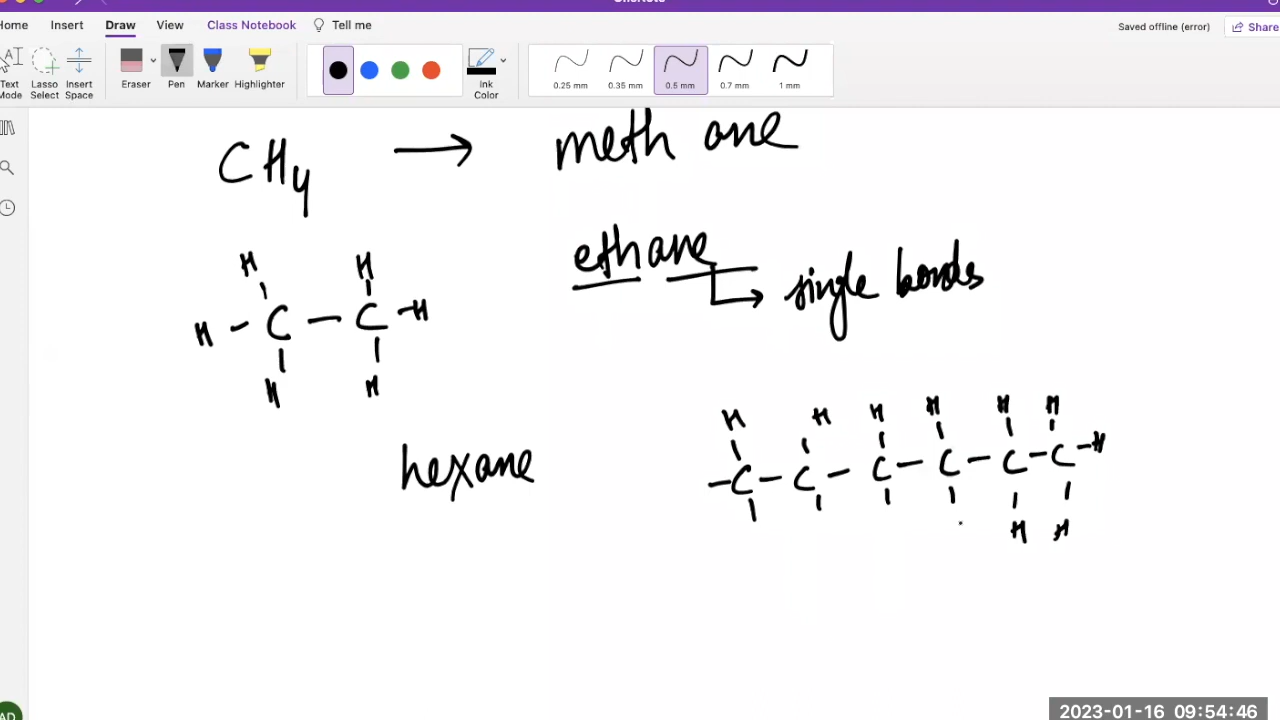 OneNote
Home Insert Draw View Class Notebook Tell me Saved offline (error) Share
Text Mode Lasso Select Insert Space Eraser Pen Marker Highlighter Ink Color 0.25 mm 0.35 mm 0.5 mm 0.7 mm 1 mm
CH4 → meth ane
ethane
single bonds
H H
H - C - C - H
H H
hexane
H H H H H H
- C - C - C - C - C - C - H
H H
AD
2023-01-16 09:54:46